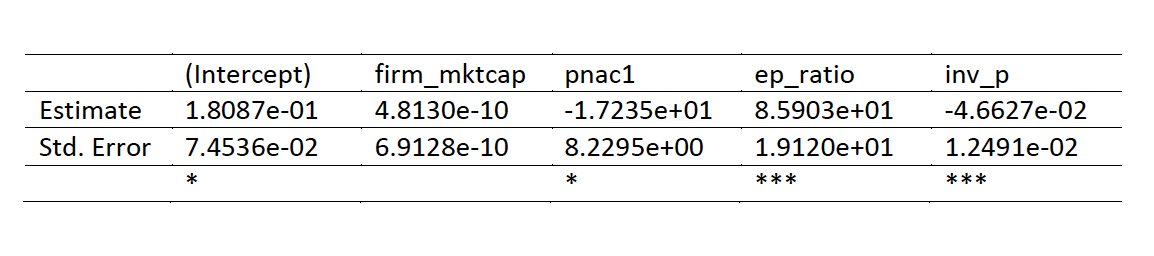 (Intercept) firm_mktcap pnac1 ep_ratio inv_p
Estimate 1.8087e-01 4.8130e-10 -1.7235e+01 8.5903e+01 -4.6627e-02
Std. Error 7.4536e-02 6.9128e-10 8.2295e+00 1.9120e+01 1.2491e-02
* * *** ***